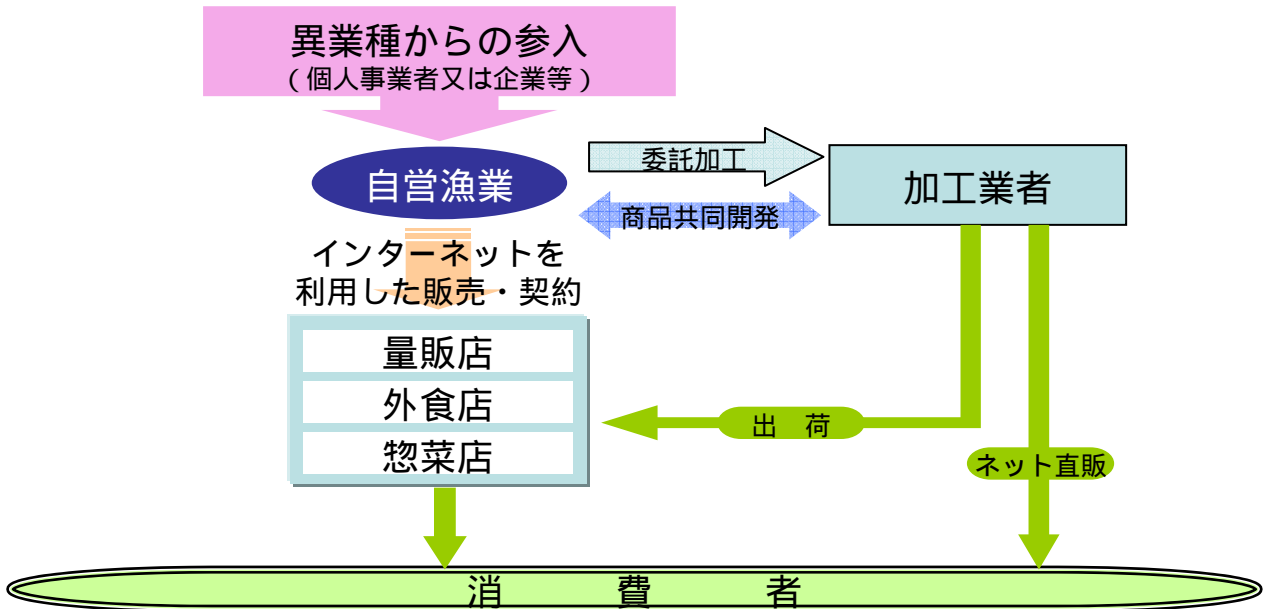 異業種からの参入
（個人事業者又は企業等）
自営漁業
委託加工
商品共同開発
加工業者
インターネットを
利用した販売・契約
量販店
外食店
惣菜店
出　荷
ネット直販
消　費　者